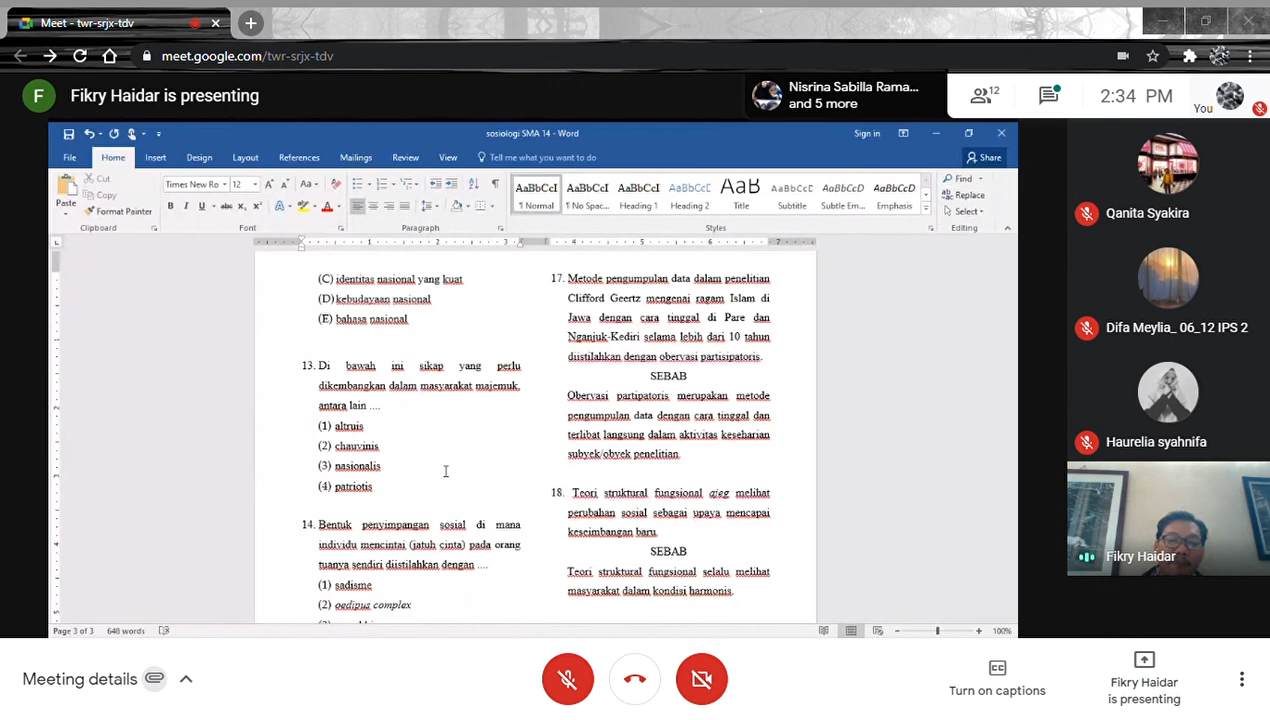 Meet - twr-srjx-tdv
meet.google.com/twr-srjx-tdv
F
Fikry Haidar is presenting
Nisrina Sabilla Rama...
and 5 more
12
2:34 PM
You
sosiologi SMA 14 - Word
Sign in
File
Home
Insert
Design
Layout
References
Mailings
Review
View
Tell me what you want to do
Share
Paste
Cut
Copy
Format Painter
Clipboard
Times New Ro
12
Font
Paragraph
AaBbCcI
¶ Normal
AaBbCcI
¶ No Spac...
AaBbCcI
Heading 1
AaBbCcE
Heading 2
AaB
Title
AaBbCcE
Subtitle
AaBbCcD
Subtle Em...
AaBbCcD
Emphasis
Styles
Find
Replace
Select
Editing
(C) identitas nasional yang kuat
(D) kebudayaan nasional
(E) bahasa nasional
13. Di bawah ini sikap yang perlu
dikembangkan dalam masyarakat majemuk,
antara lain ....
(1) altruis
(2) chauvinis
(3) nasionalis
(4) patriotis
14. Bentuk penyimpangan sosial di mana
individu mencintai (jatuh cinta) pada orang
tuanya sendiri diistilahkan dengan ....
(1) sadisme
(2) oedipus complex
17. Metode pengumpulan data dalam penelitian
Clifford Geertz mengenai ragam Islam di
Jawa dengan cara tinggal di Pare dan
Nganjuk-Kediri selama lebih dari 10 tahun
diistilahkan dengan obervasi partisipatoris.
SEBAB
Obervasi partipatoris merupakan metode
pengumpulan data dengan cara tinggal dan
terlibat langsung dalam aktivitas keseharian
subyek/obyek penelitian.
18. Teori struktural fungsional ajeg melihat
perubahan sosial sebagai upaya mencapai
keseimbangan baru.
SEBAB
Teori struktural fungsional selalu melihat
masyarakat dalam kondisi harmonis.
Page 3 of 3
648 words
100%
Qanita Syakira
Difa Meylia_ 06_12 IPS 2
Haurelia syahnifa
Fikry Haidar
Meeting details
Turn on captions
Fikry Haidar
is presenting